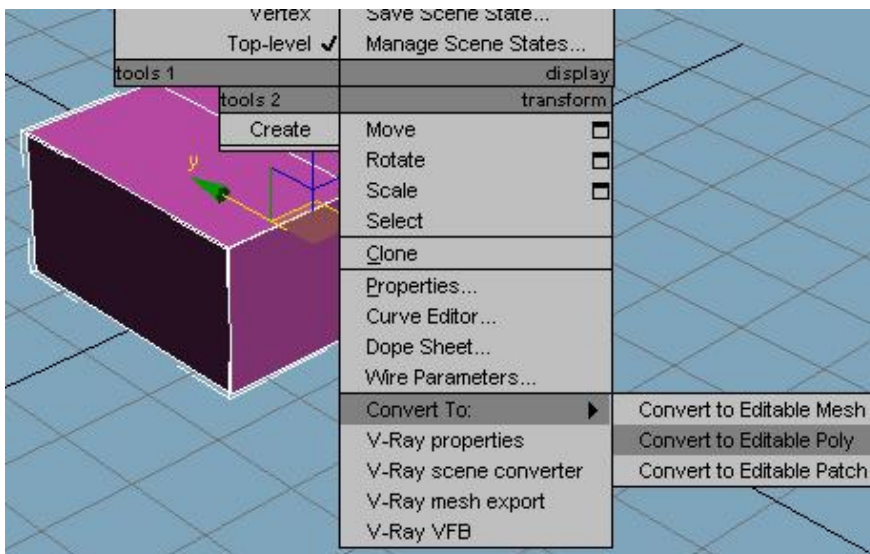 Vertex
Save Scene State...
Top-level
Manage Scene States...
tools 1
display
tools 2
transform
Create
Move
Rotate
Scale
Select
Clone
Properties...
Curve Editor...
Dope Sheet...
Wire Parameters...
Convert To:
Convert to Editable Mesh
V-Ray properties
Convert to Editable Poly
V-Ray scene converter
Convert to Editable Patch
V-Ray mesh export
V-Ray VFB
y